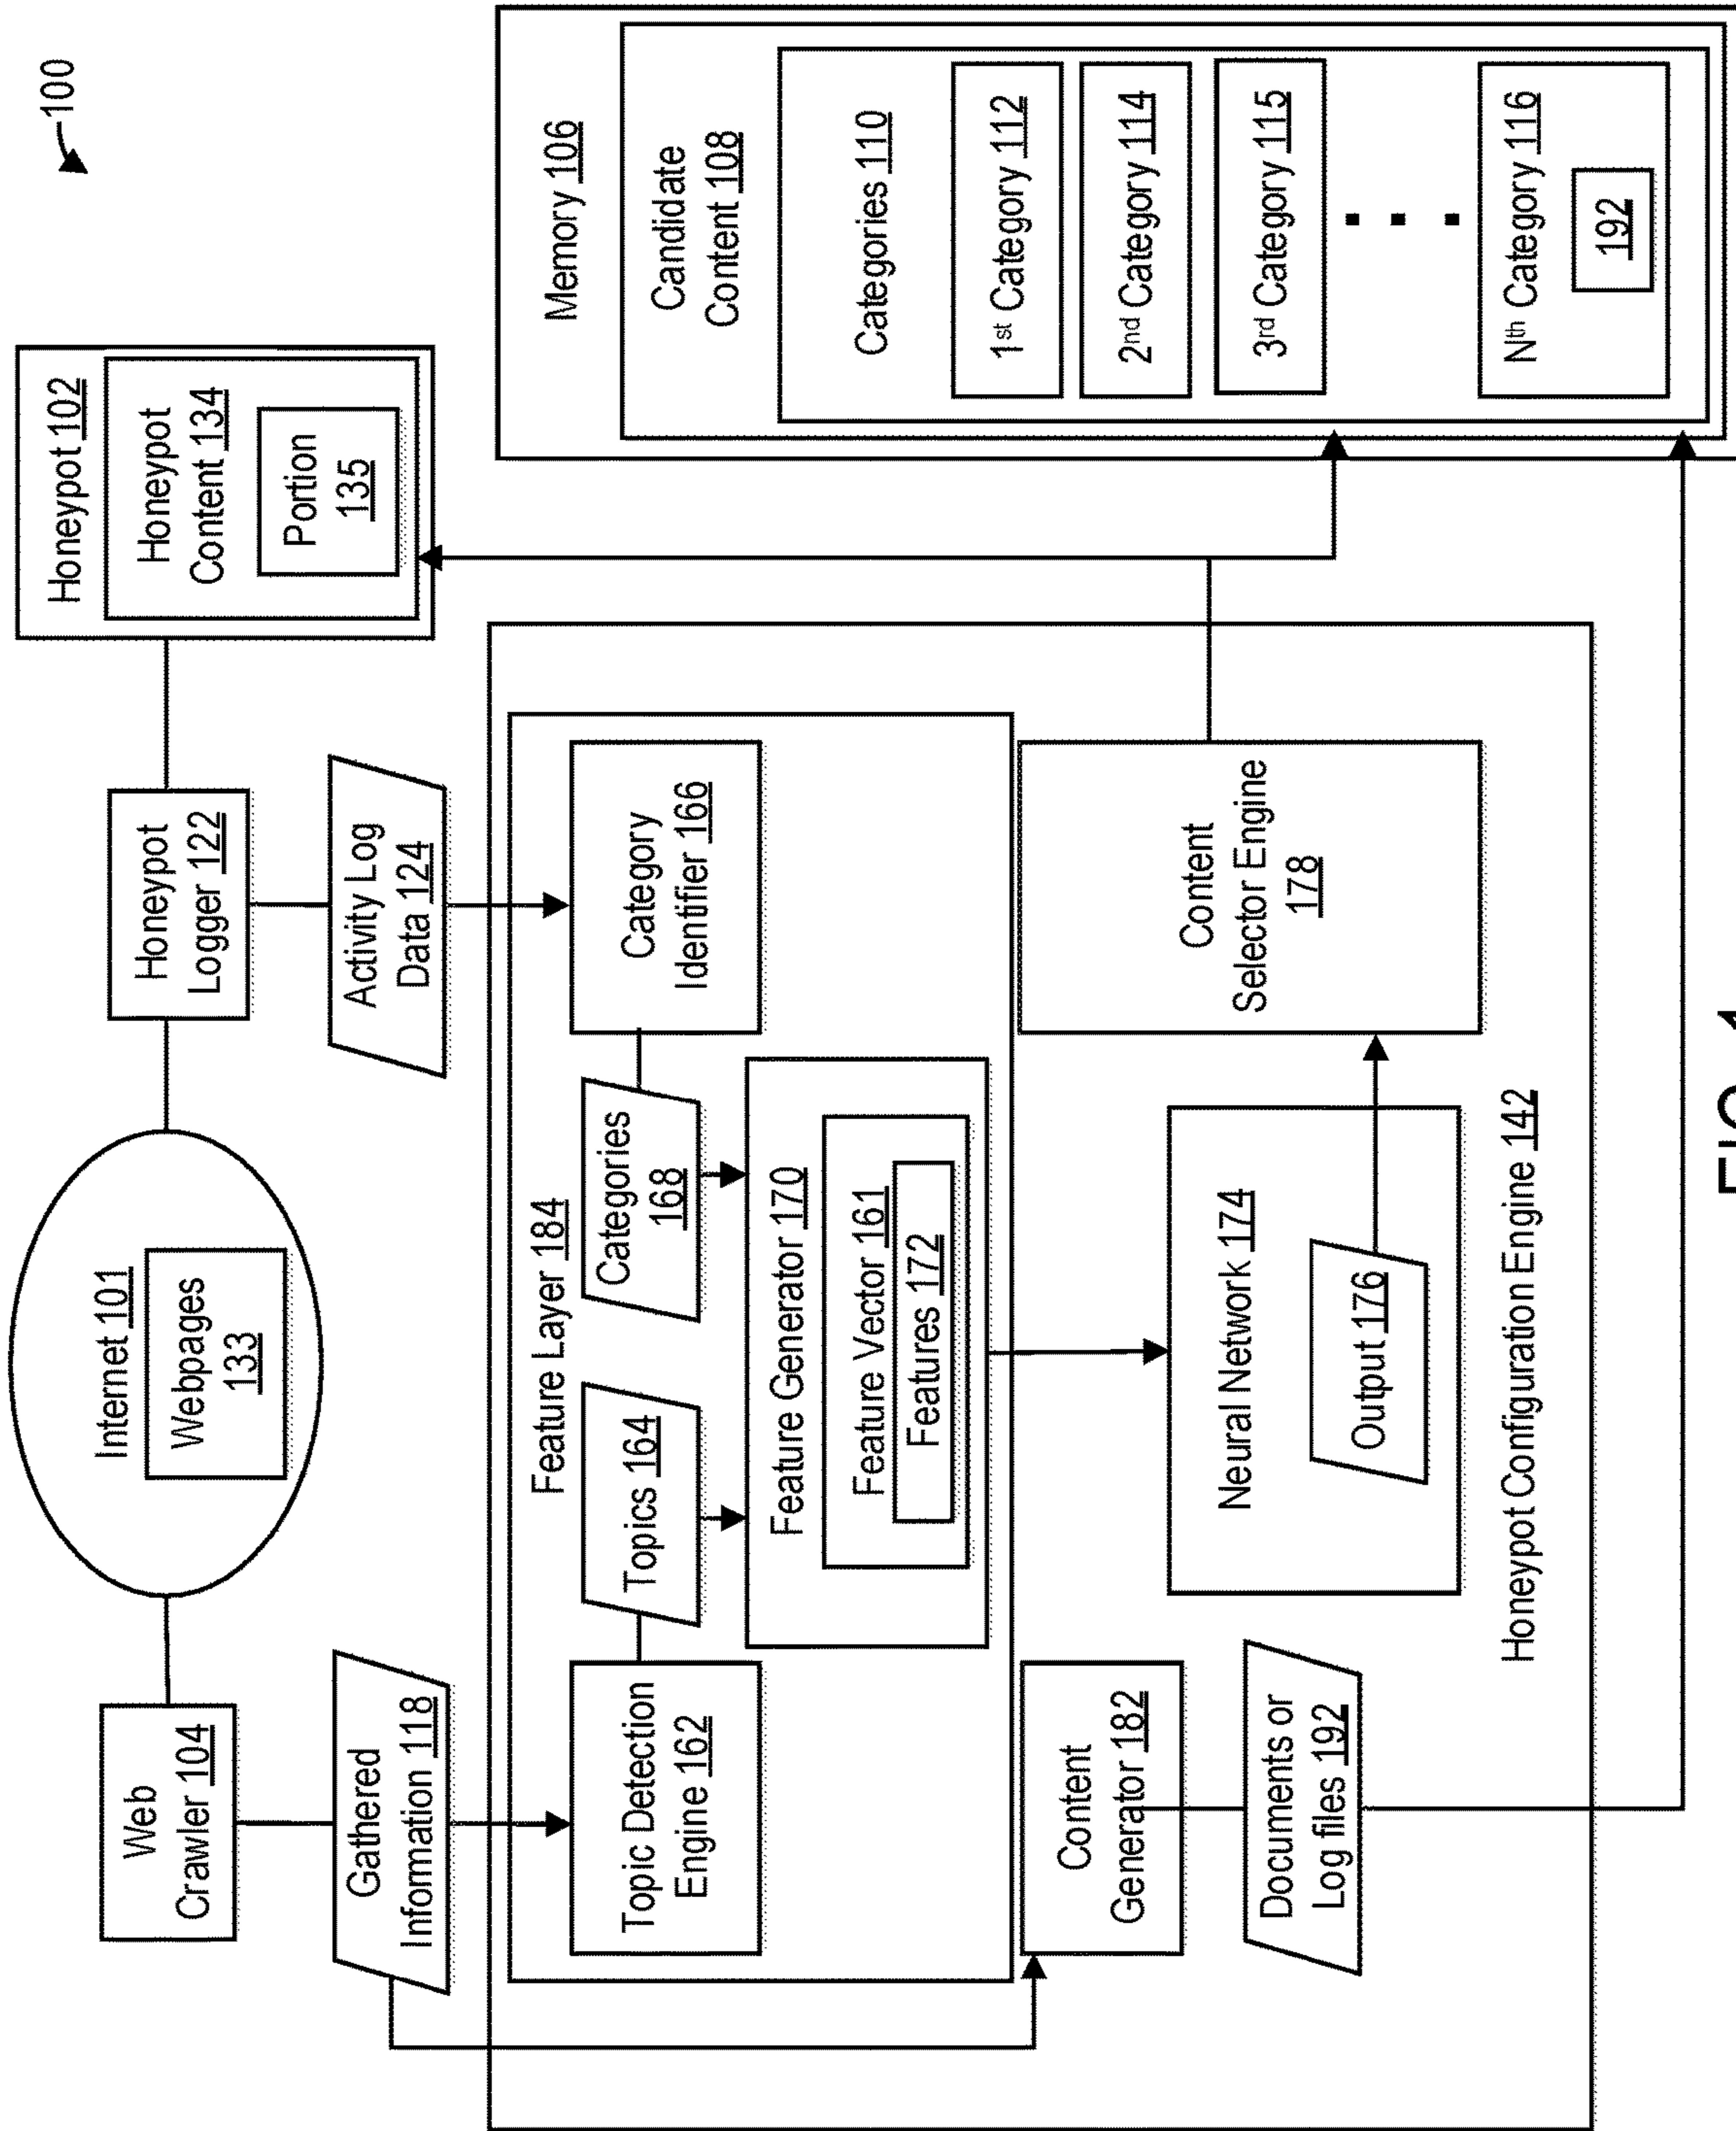 100
Internet 101
Webpages
133
Web
Crawler 104
Honeypot
Logger 122
Honeypot 102
Honeypot
Content 134
Portion
135
Gathered
Information 118
Activity Log
Data 124
Feature Layer 184
Topic Detection
Engine 162
Topics 164
Categories
168
Category
Identifier 166
Feature Generator 170
Feature Vector 161
Features 172
Content
Generator 182
Documents or
Log files 192
Neural Network 174
Output 176
Content
Selector Engine
178
Honeypot Configuration Engine 142
Memory 106
Candidate
Content 108
Categories 110
1st Category 112
2nd Category 114
3rd Category 115
Nth Category 116
192
FIG. 1